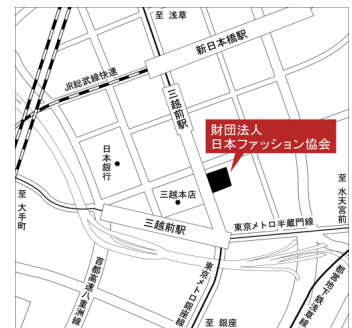 至 浅草
新日本橋駅
JR総武線快速
三越前駅
財団法人
日本ファッション協会
日本銀行
三越本店
至 大手町
三越前駅
東京メトロ半蔵門線
至 水天宮前
首都高速八重洲線
東京メトロ銀座線
都営地下鉄浅草線
至 銀座